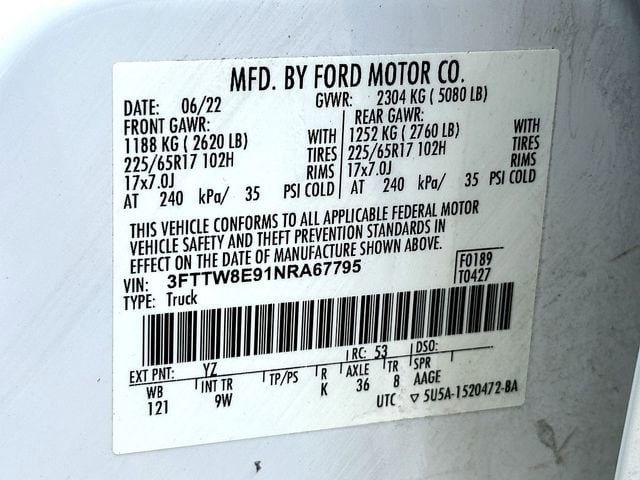 MFD. BY FORD MOTOR CO.
DATE: 06/22 GVWR: 2304 KG ( 5080 LB)
FRONT GAWR: REAR GAWR:
1188 KG ( 2620 LB) WITH 1252 KG ( 2760 LB) WITH
225/65R17 102H TIRES 225/65R17 102H TIRES
17x7.0J RIMS 17x7.0J RIMS
AT 240 kPa/ 35 PSI COLD AT 240 kPa/ 35 PSI COLD
THIS VEHICLE CONFORMS TO ALL APPLICABLE FEDERAL MOTOR
VEHICLE SAFETY AND THEFT PREVENTION STANDARDS IN
EFFECT ON THE DATE OF MANUFACTURE SHOWN ABOVE.
VIN: 3FTTW8E91NRA67795 F0189
TYPE: Truck T0427
EXT PNT: YZ RC: 53 DSO:
WB INT TR TP/PS R AXLE TR SPR
121 9W K 36 8 AAGE
UTC ▽ 5U5A-1520472-BA